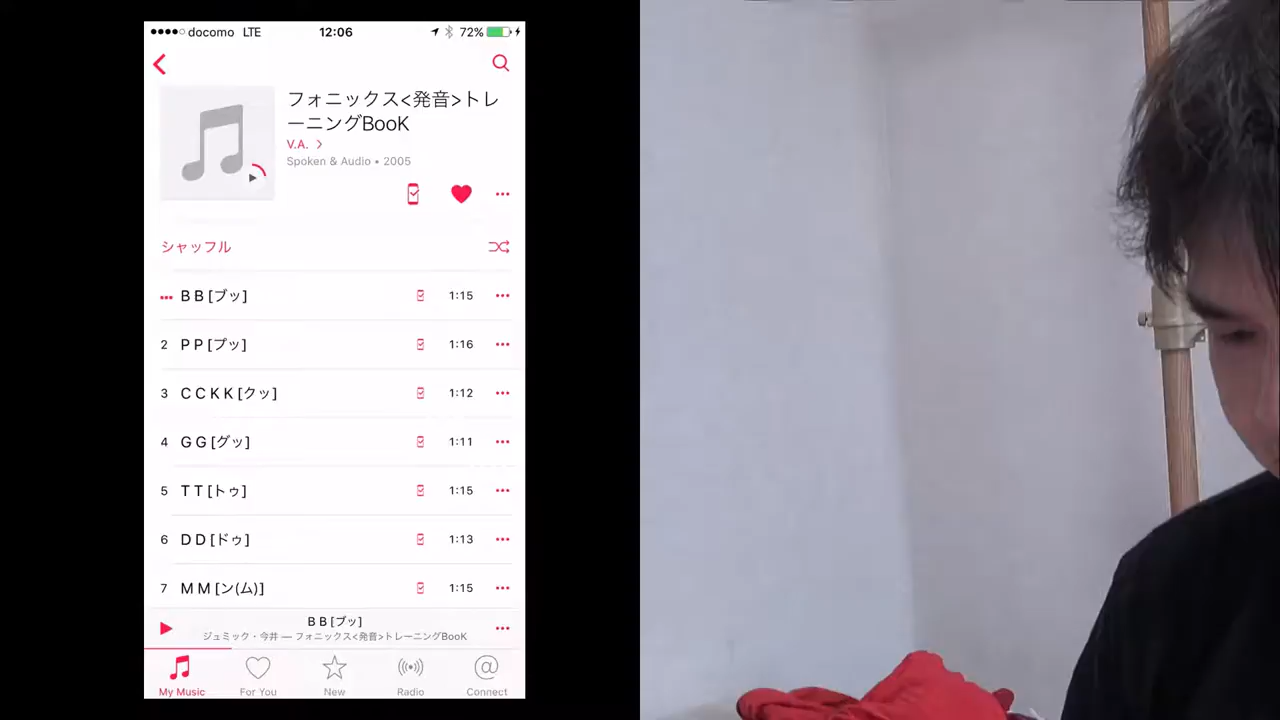 docomo LTE 12:06 72%
フォニックス<発音>トレ
ーニングBooK
V.A.
Spoken & Audio • 2005
シャッフル
B B [ブッ] 1:15
2 P P [プッ] 1:16
3 C C K K [クッ] 1:12
4 G G [グッ] 1:11
5 T T [トゥ] 1:15
6 D D [ドゥ] 1:13
7 M M [ン(ム)] 1:15
B B [ブッ]
ジュミック・今井 — フォニックス<発音>トレーニングBooK
My Music For You New Radio Connect